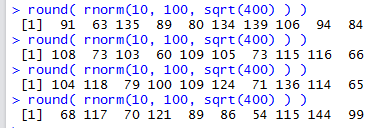 > round( rnorm(10, 100, sqrt(400) ) )
[1]  91  63 135  89  80 134 139 106  94  84
> round( rnorm(10, 100, sqrt(400) ) )
[1] 108  73 103  60 109 105  73 115 116  66
> round( rnorm(10, 100, sqrt(400) ) )
[1] 104 118  79 100 109 124  71 136 114  65
> round( rnorm(10, 100, sqrt(400) ) )
[1]  68 117  70 121  89  86  54 115 144  99